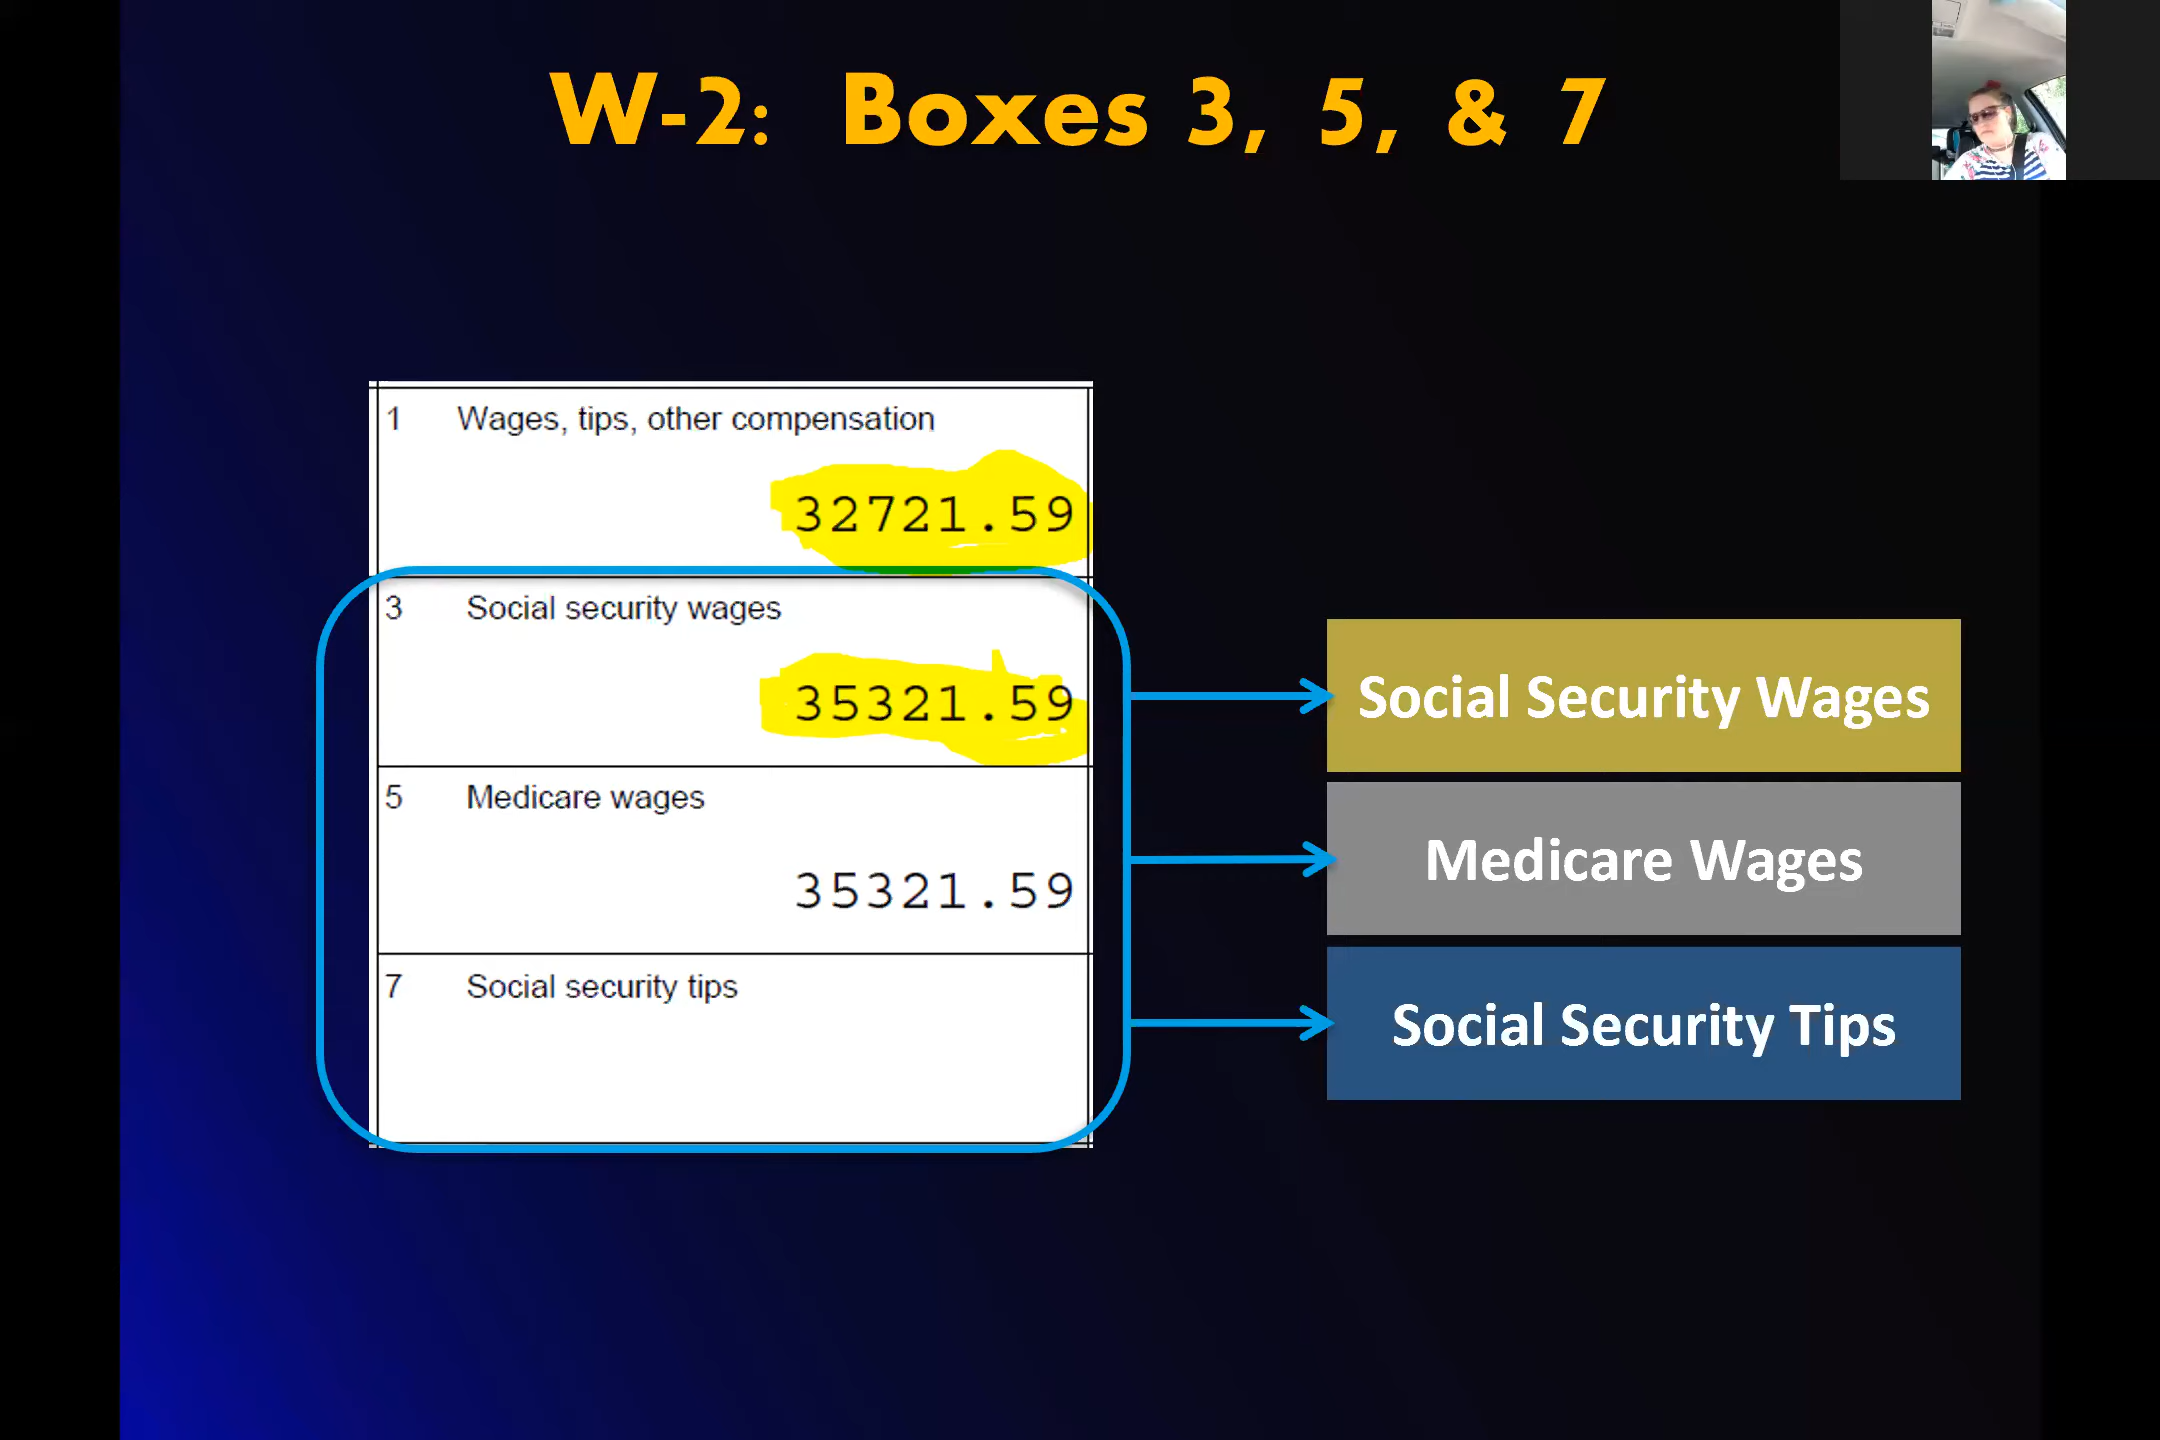 W-2: Boxes 3, 5, & 7
1 Wages, tips, other compensation
32721.59
3 Social security wages
35321.59
5 Medicare wages
35321.59
7 Social security tips
Social Security Wages
Medicare Wages
Social Security Tips